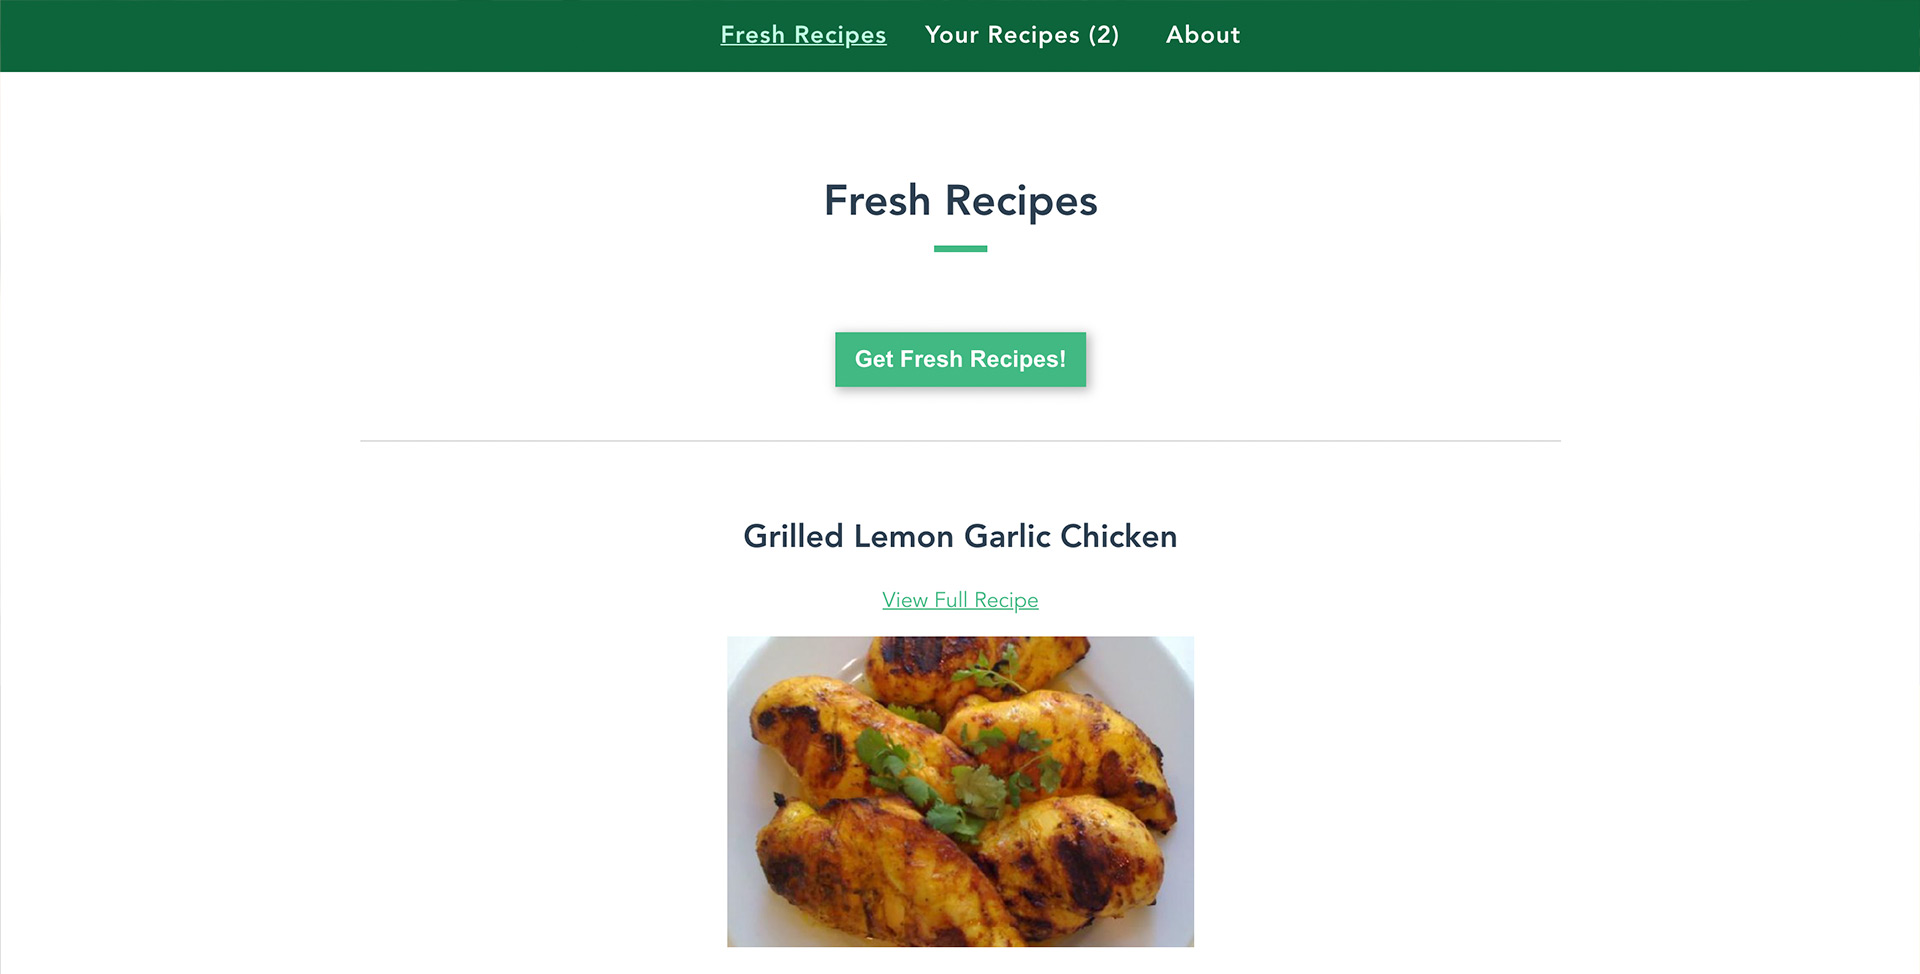 Fresh Recipes Your Recipes (2) About
Fresh Recipes
Get Fresh Recipes!
Grilled Lemon Garlic Chicken
View Full Recipe